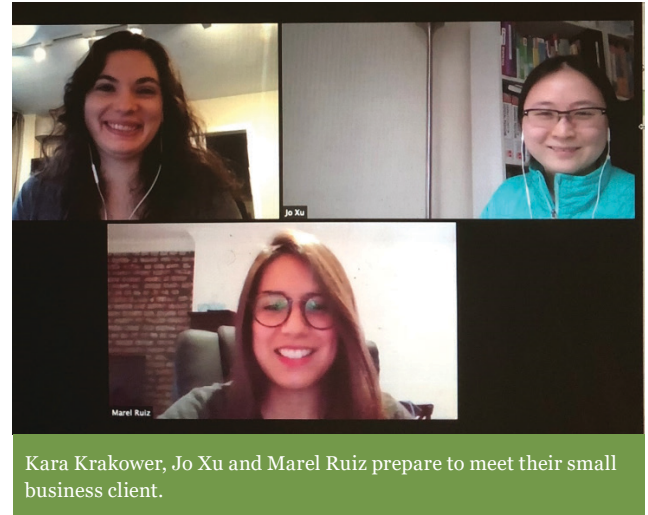 Jo Xu
Marel Ruiz
Kara Krakower, Jo Xu and Marel Ruiz prepare to meet their small
business client.